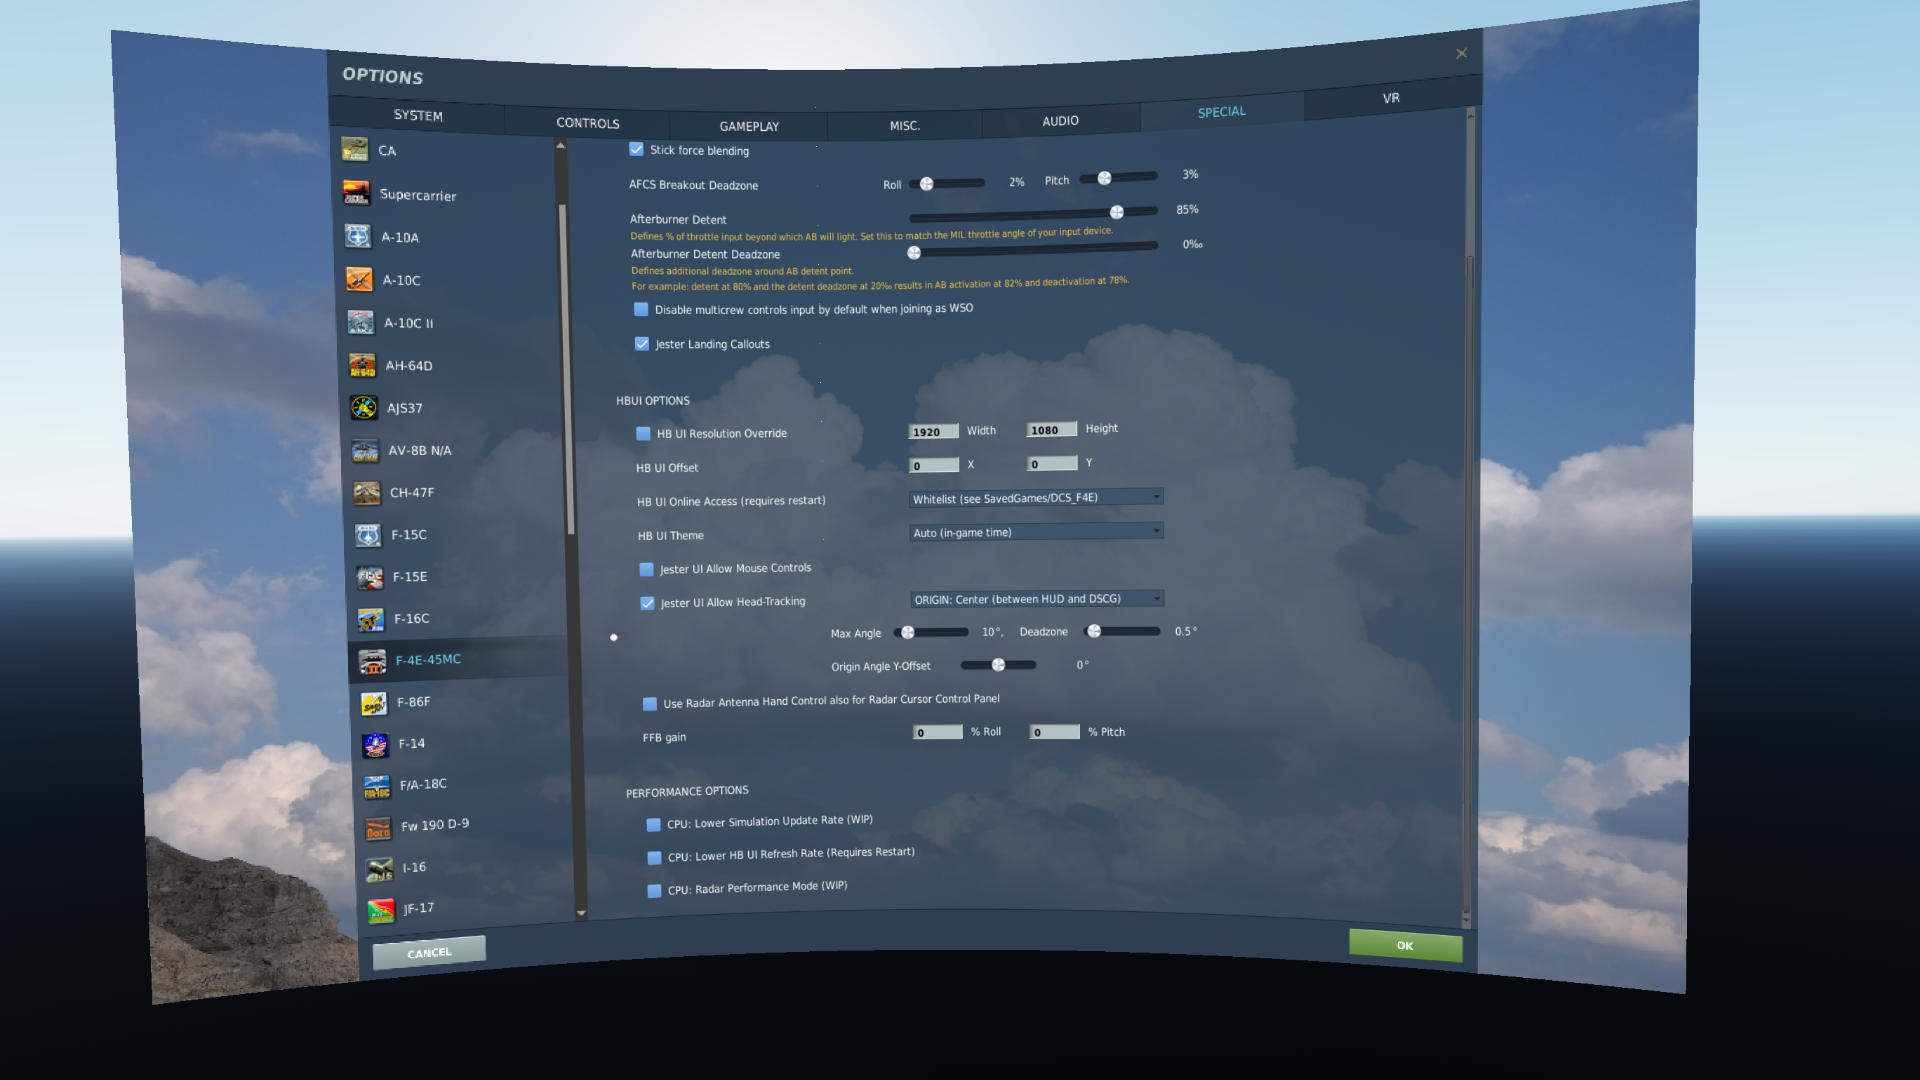 OPTIONS
SYSTEM
CONTROLS
GAMEPLAY
MISC.
AUDIO
SPECIAL
VR
CA
Supercarrier
A-10A
A-10C
A-10C II
AH-64D
AJS37
AV-8B N/A
CH-47F
F-15C
F-15E
F-16C
F-4E-45MC
F-86F
F-14
F/A-18C
Fw 190 D-9
I-16
JF-17
Stick force blending
AFCS Breakout Deadzone Roll 2% Pitch 3%
Afterburner Detent 85%
Defines % of throttle input beyond which AB will light. Set this to match the MIL throttle angle of your input device.
Afterburner Detent Deadzone 0‰
Defines additional deadzone around AB detent point.
For example: detent at 80% and the detent deadzone at 20‰ results in AB activation at 82% and deactivation at 78%.
Disable multicrew controls input by default when joining as WSO
Jester Landing Callouts
HBUI OPTIONS
HB UI Resolution Override 1920 Width 1080 Height
HB UI Offset 0 X 0 Y
HB UI Online Access (requires restart) Whitelist (see SavedGames/DCS_F4E)
HB UI Theme Auto (in-game time)
Jester UI Allow Mouse Controls
Jester UI Allow Head-Tracking ORIGIN: Center (between HUD and DSCG)
Max Angle 10°, Deadzone 0.5°
Origin Angle Y-Offset 0°
Use Radar Antenna Hand Control also for Radar Cursor Control Panel
FFB gain 0 % Roll 0 % Pitch
PERFORMANCE OPTIONS
CPU: Lower Simulation Update Rate (WIP)
CPU: Lower HB UI Refresh Rate (Requires Restart)
CPU: Radar Performance Mode (WIP)
CANCEL
OK